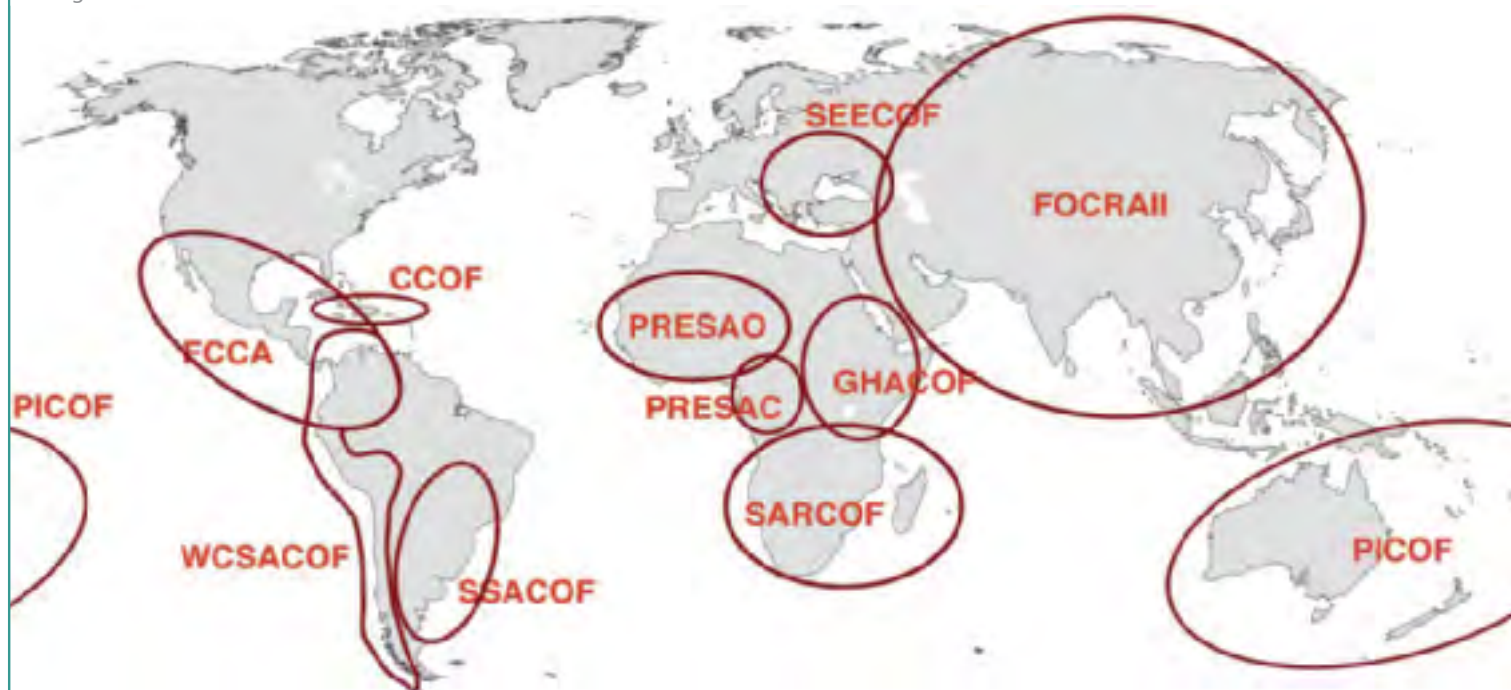 SEECOF
FOCRAII
CCOF
PRESAO
FCCA
GHACOF
PICOF
PRESAC
SARCOF
WCSACOF
PICOF
SSACOF